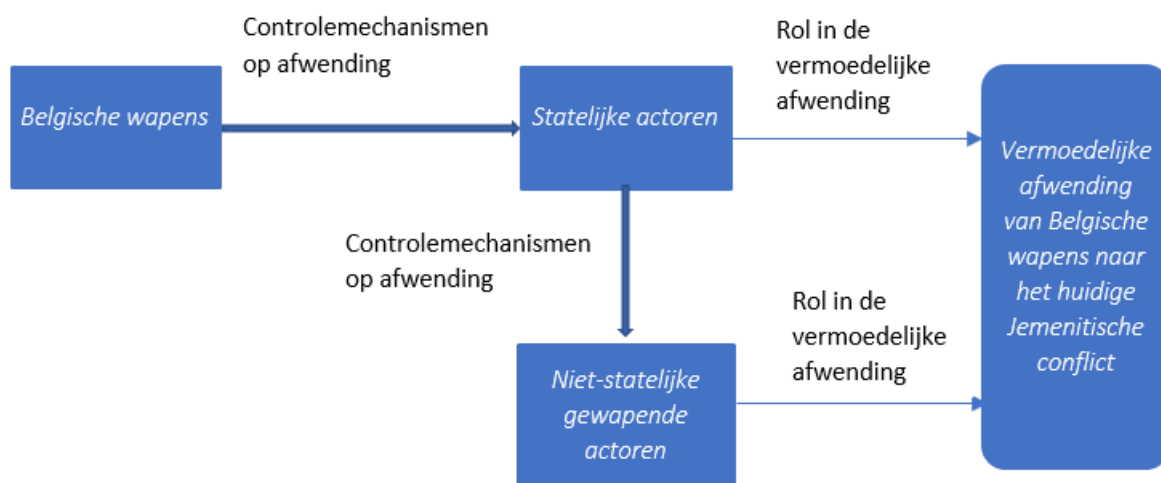 Controlemechanismen
op afwending
Rol in de
vermoedelijke
afwending
Belgische wapens
Statelijke actoren
Vermoedelijke
afwending
van Belgische
wapens naar
het huidige
Jemenitische
conflict
Controlemechanismen
op afwending
Rol in de
vermoedelijke
afwending
Niet-statelijke
gewapende
actoren